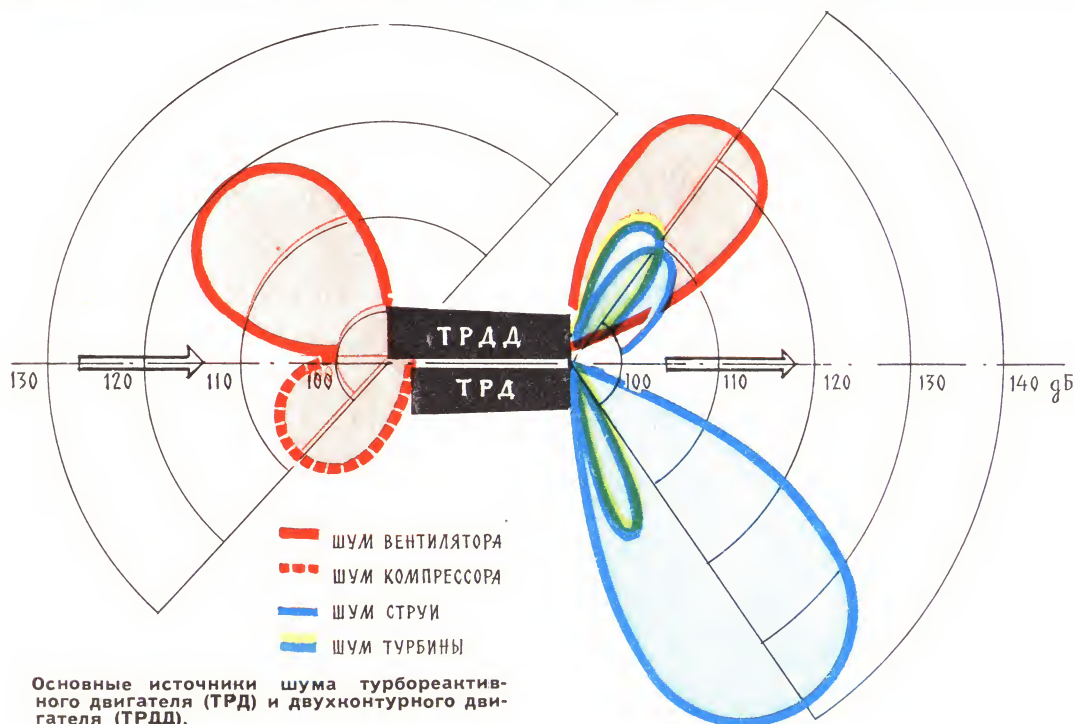 ТРДД
ТРД
130 120 110 100 100 110 120 130 140 дБ
ШУМ ВЕНТИЛЯТОРА
ШУМ КОМПРЕССОРА
ШУМ СТРУИ
ШУМ ТУРБИНЫ
Основные источники шума турбореактив-
ного двигателя (ТРД) и двухконтурного дви-
гателя (ТРДД).